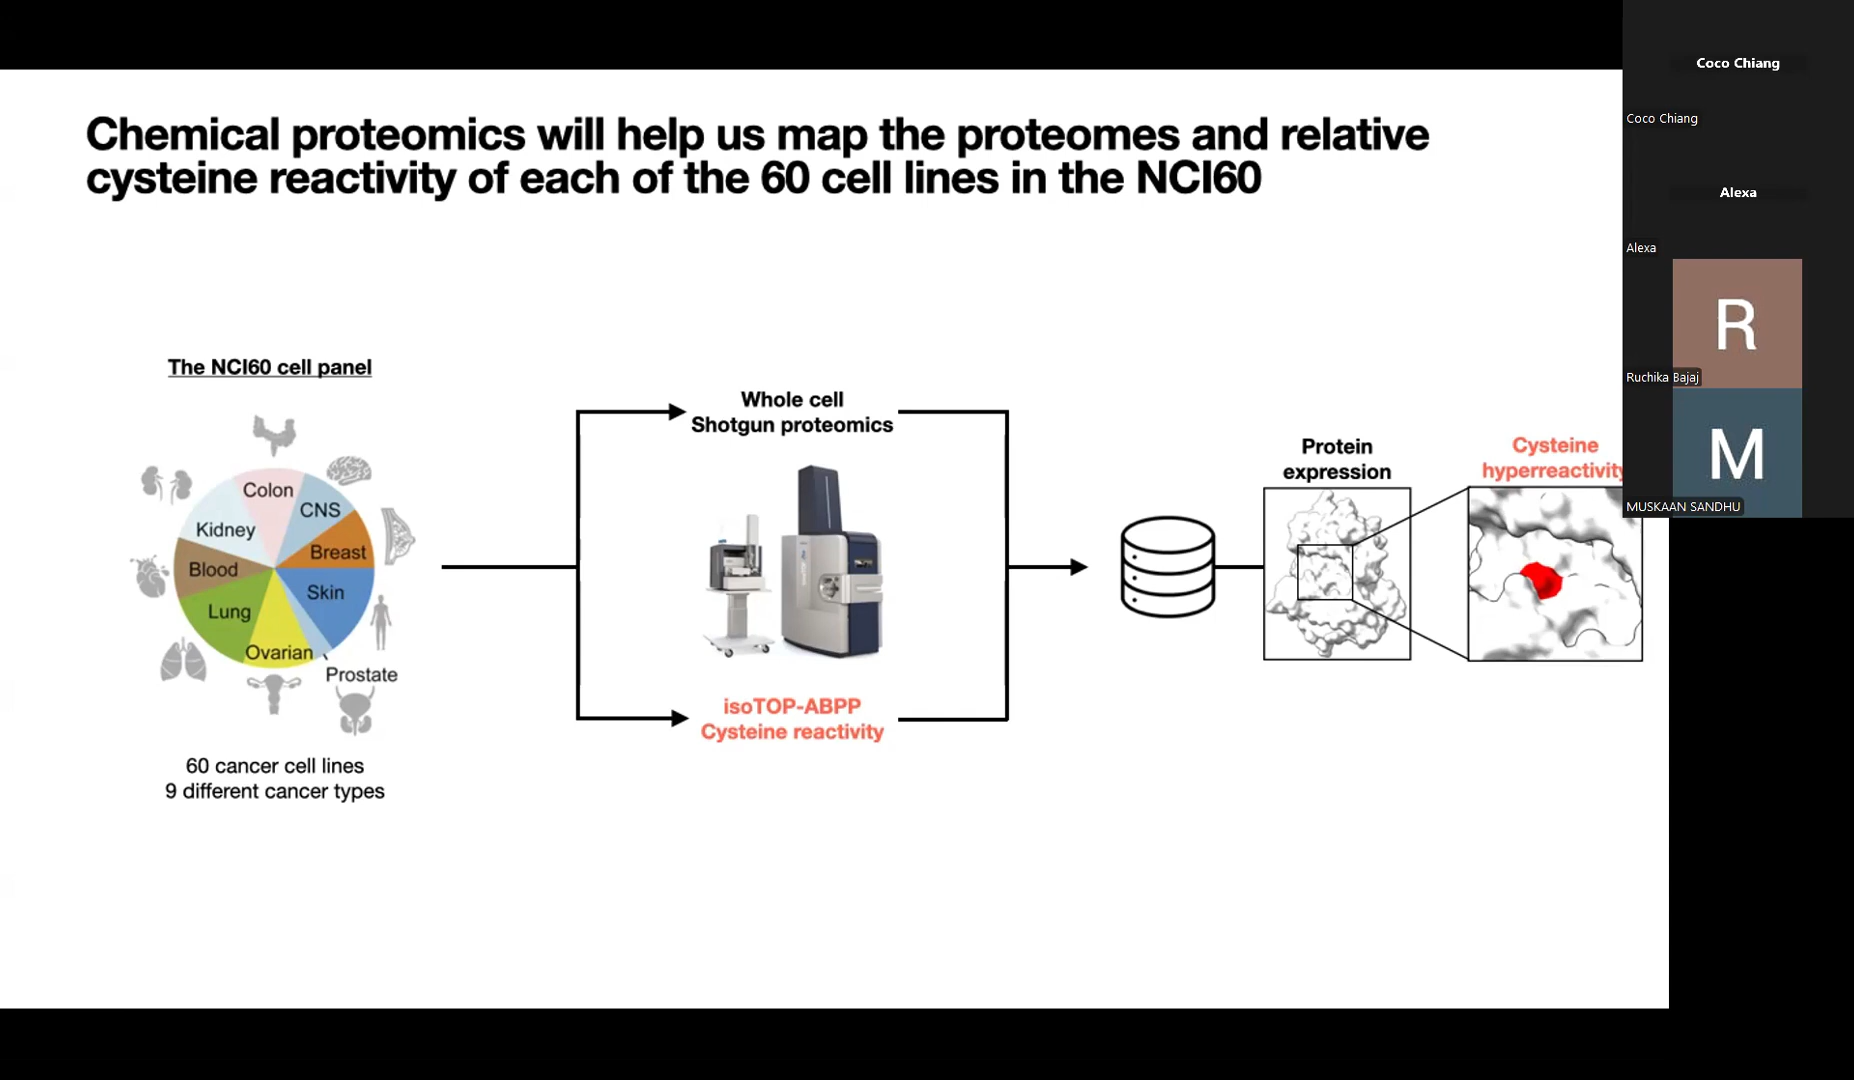 Chemical proteomics will help us map the proteomes and relative
cysteine reactivity of each of the 60 cell lines in the NCI60
The NCI60 cell panel
Colon
CNS
Kidney
Breast
Blood
Skin
Lung
Ovarian
Prostate
60 cancer cell lines
9 different cancer types
Whole cell
Shotgun proteomics
isoTOP-ABPP
Cysteine reactivity
Protein
expression
Cysteine
hyperreactivity
Coco Chiang
Coco Chiang
Alexa
Alexa
R
Ruchika Bajaj
M
MUSKAAN SANDHU